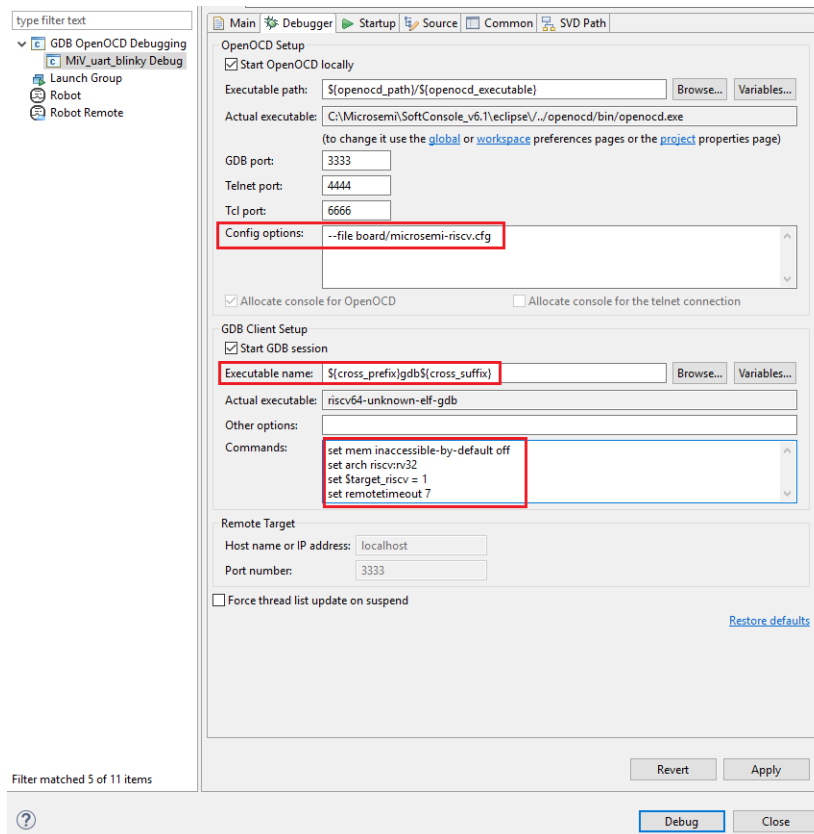 type filter text
GDB OpenOCD Debugging
MiV_uart_blinky Debug
Launch Group
Robot
Robot Remote
Filter matched 5 of 11 items
Main Debugger Startup Source Common SVD Path
OpenOCD Setup
Start OpenOCD locally
Executable path: ${openocd_path}/${openocd_executable} Browse... Variables...
Actual executable: C:\Microsemi\SoftConsole_v6.1\eclipse\/../openocd/bin/openocd.exe
(to change it use the global or workspace preferences pages or the project properties page)
GDB port: 3333
Telnet port: 4444
Tcl port: 6666
Config options: --file board/microsemi-riscv.cfg
Allocate console for OpenOCD Allocate console for the telnet connection
GDB Client Setup
Start GDB session
Executable name: ${cross_prefix}gdb${cross_suffix} Browse... Variables...
Actual executable: riscv64-unknown-elf-gdb
Other options:
Commands: set mem inaccessible-by-default off
set arch riscv:rv32
set $target_riscv = 1
set remotetimeout 7
Remote Target
Host name or IP address: localhost
Port number: 3333
Force thread list update on suspend
Restore defaults
Revert Apply
? Debug Close